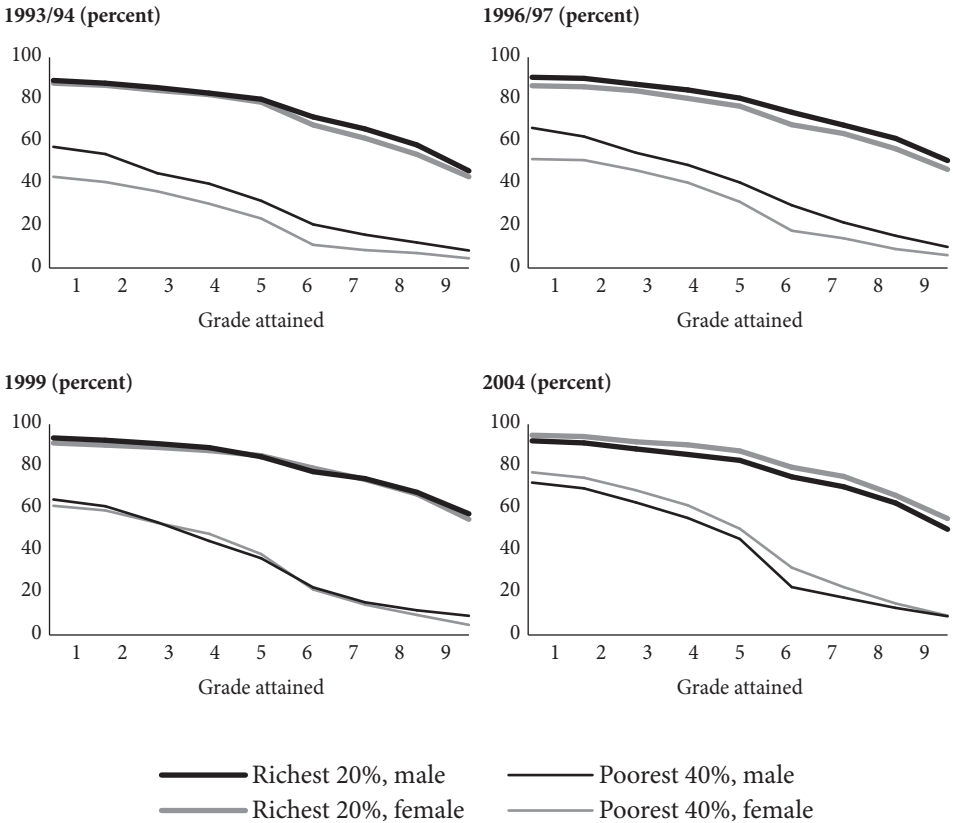 1993/94 (percent)
100
80
60
40
20
0
1 2 3 4 5 6 7 8 9
Grade attained
1996/97 (percent)
100
80
60
40
20
0
1 2 3 4 5 6 7 8 9
Grade attained
1999 (percent)
100
80
60
40
20
0
1 2 3 4 5 6 7 8 9
Grade attained
2004 (percent)
100
80
60
40
20
0
1 2 3 4 5 6 7 8 9
Grade attained
Richest 20%, male
Richest 20%, female
Poorest 40%, male
Poorest 40%, female